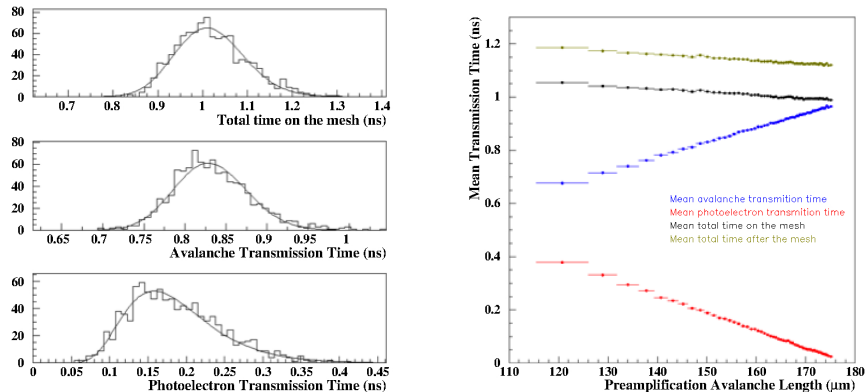 80
60
40
20
0
0.7 0.8 0.9 1 1.1 1.2 1.3 1.4
Total time on the mesh (ns)
80
60
40
20
0
0.65 0.7 0.75 0.8 0.85 0.9 0.95 1
Avalanche Transmission Time (ns)
60
40
20
0
0 0.05 0.1 0.15 0.2 0.25 0.3 0.35 0.4 0.45
Photoelectron Transmission Time (ns)
Mean Transmission Time (ns)
1.2
1
0.8
0.6
0.4
0.2
0
Mean avalanche transmition time
Mean photoelectron transmition time
Mean total time on the mesh
Mean total time after the mesh
110 120 130 140 150 160 170 180
Preamplification Avalanche Length (μm)